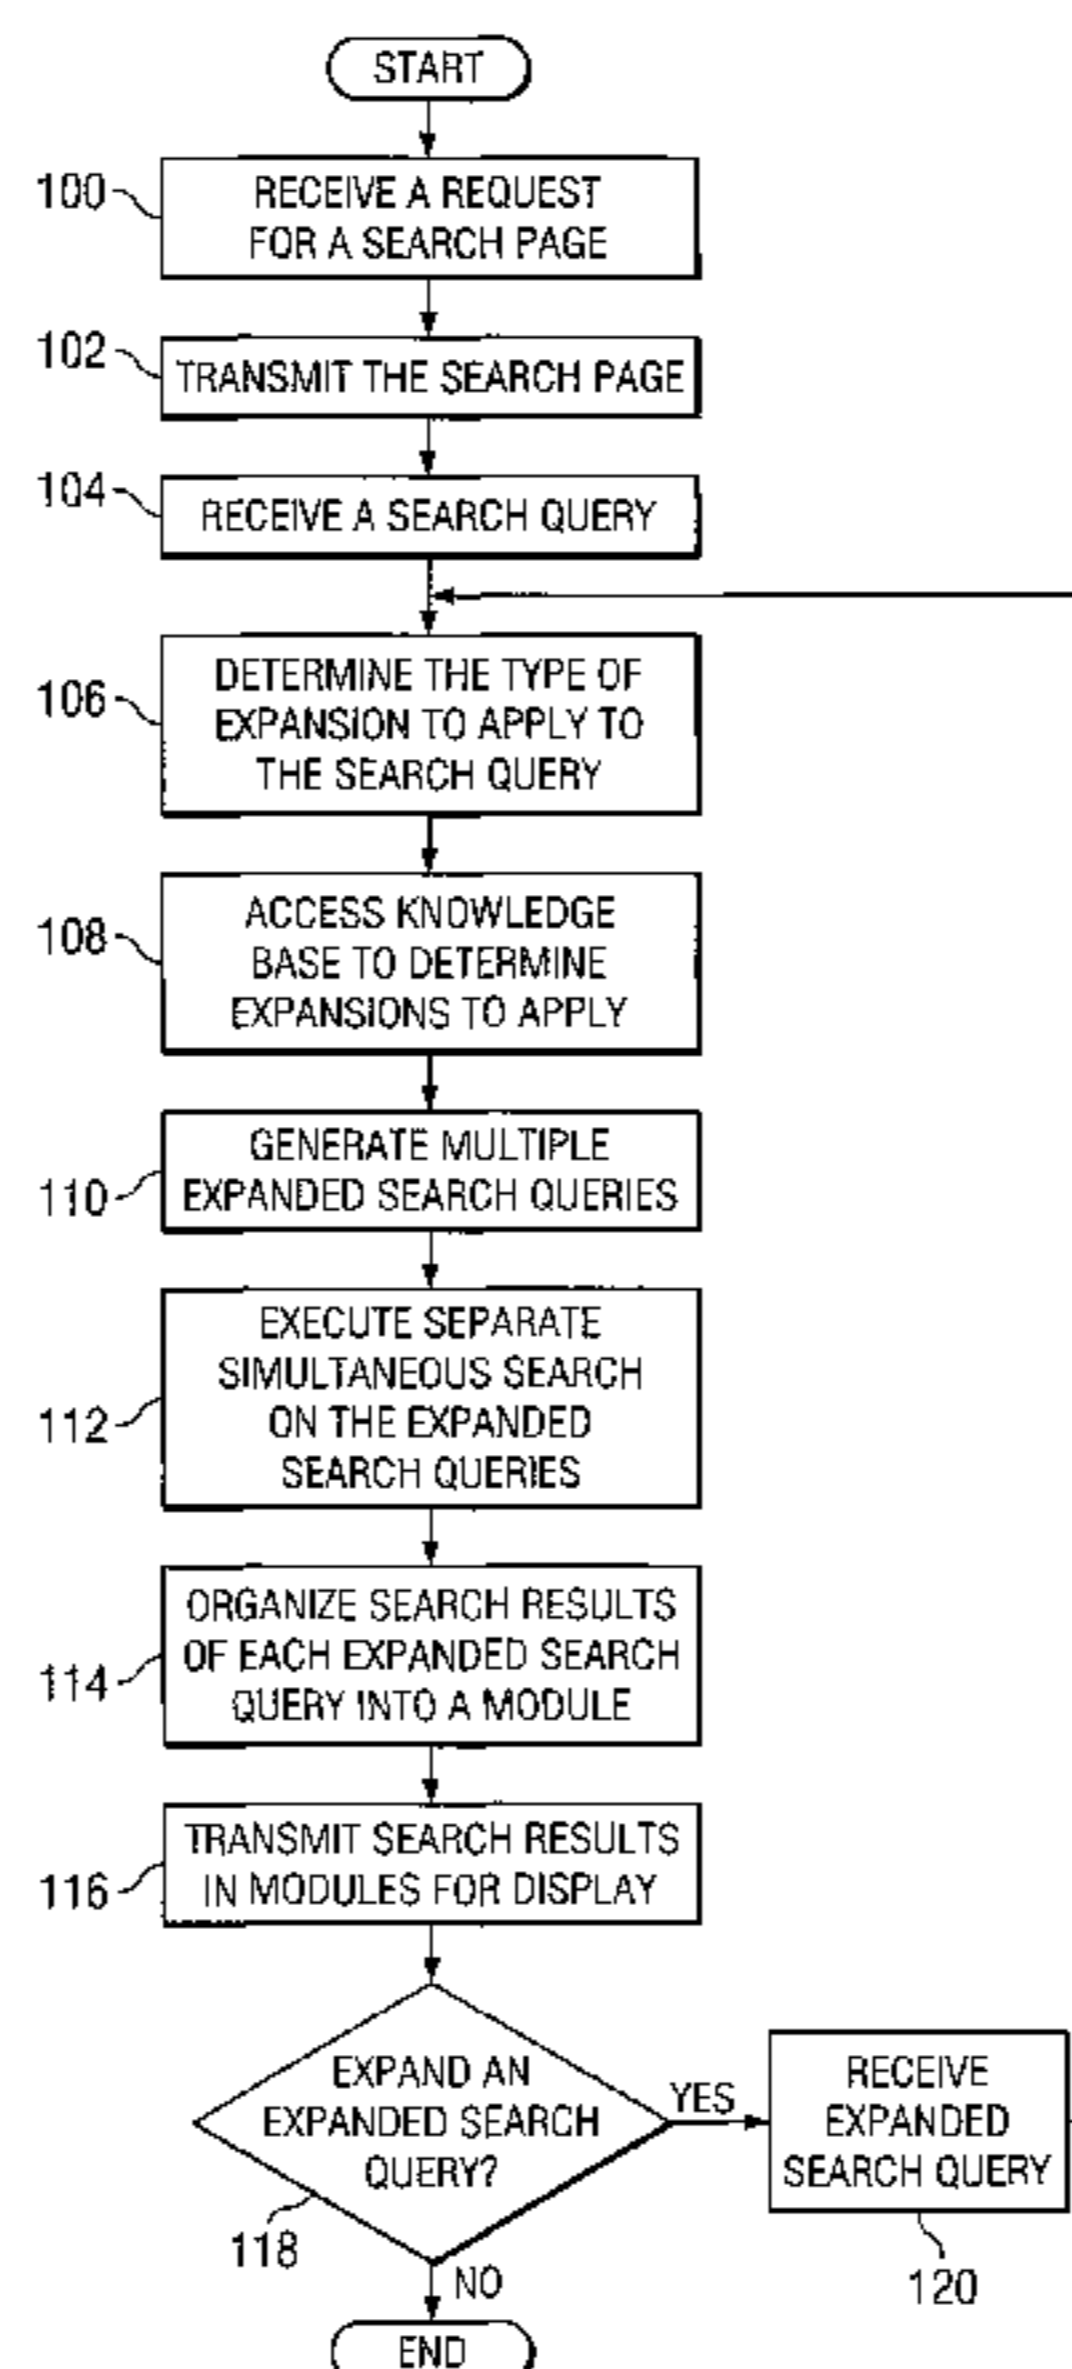 START
100
RECEIVE A REQUEST
FOR A SEARCH PAGE
102
TRANSMIT THE SEARCH PAGE
104
RECEIVE A SEARCH QUERY
106
DETERMINE THE TYPE OF
EXPANSION TO APPLY TO
THE SEARCH QUERY
108
ACCESS KNOWLEDGE
BASE TO DETERMINE
EXPANSIONS TO APPLY
110
GENERATE MULTIPLE
EXPANDED SEARCH QUERIES
112
EXECUTE SEPARATE
SIMULTANEOUS SEARCH
ON THE EXPANDED
SEARCH QUERIES
114
ORGANIZE SEARCH RESULTS
OF EACH EXPANDED SEARCH
QUERY INTO A MODULE
116
TRANSMIT SEARCH RESULTS
IN MODULES FOR DISPLAY
118
EXPAND AN
EXPANDED SEARCH
QUERY?
YES
RECEIVE
EXPANDED
SEARCH QUERY
120
NO
END